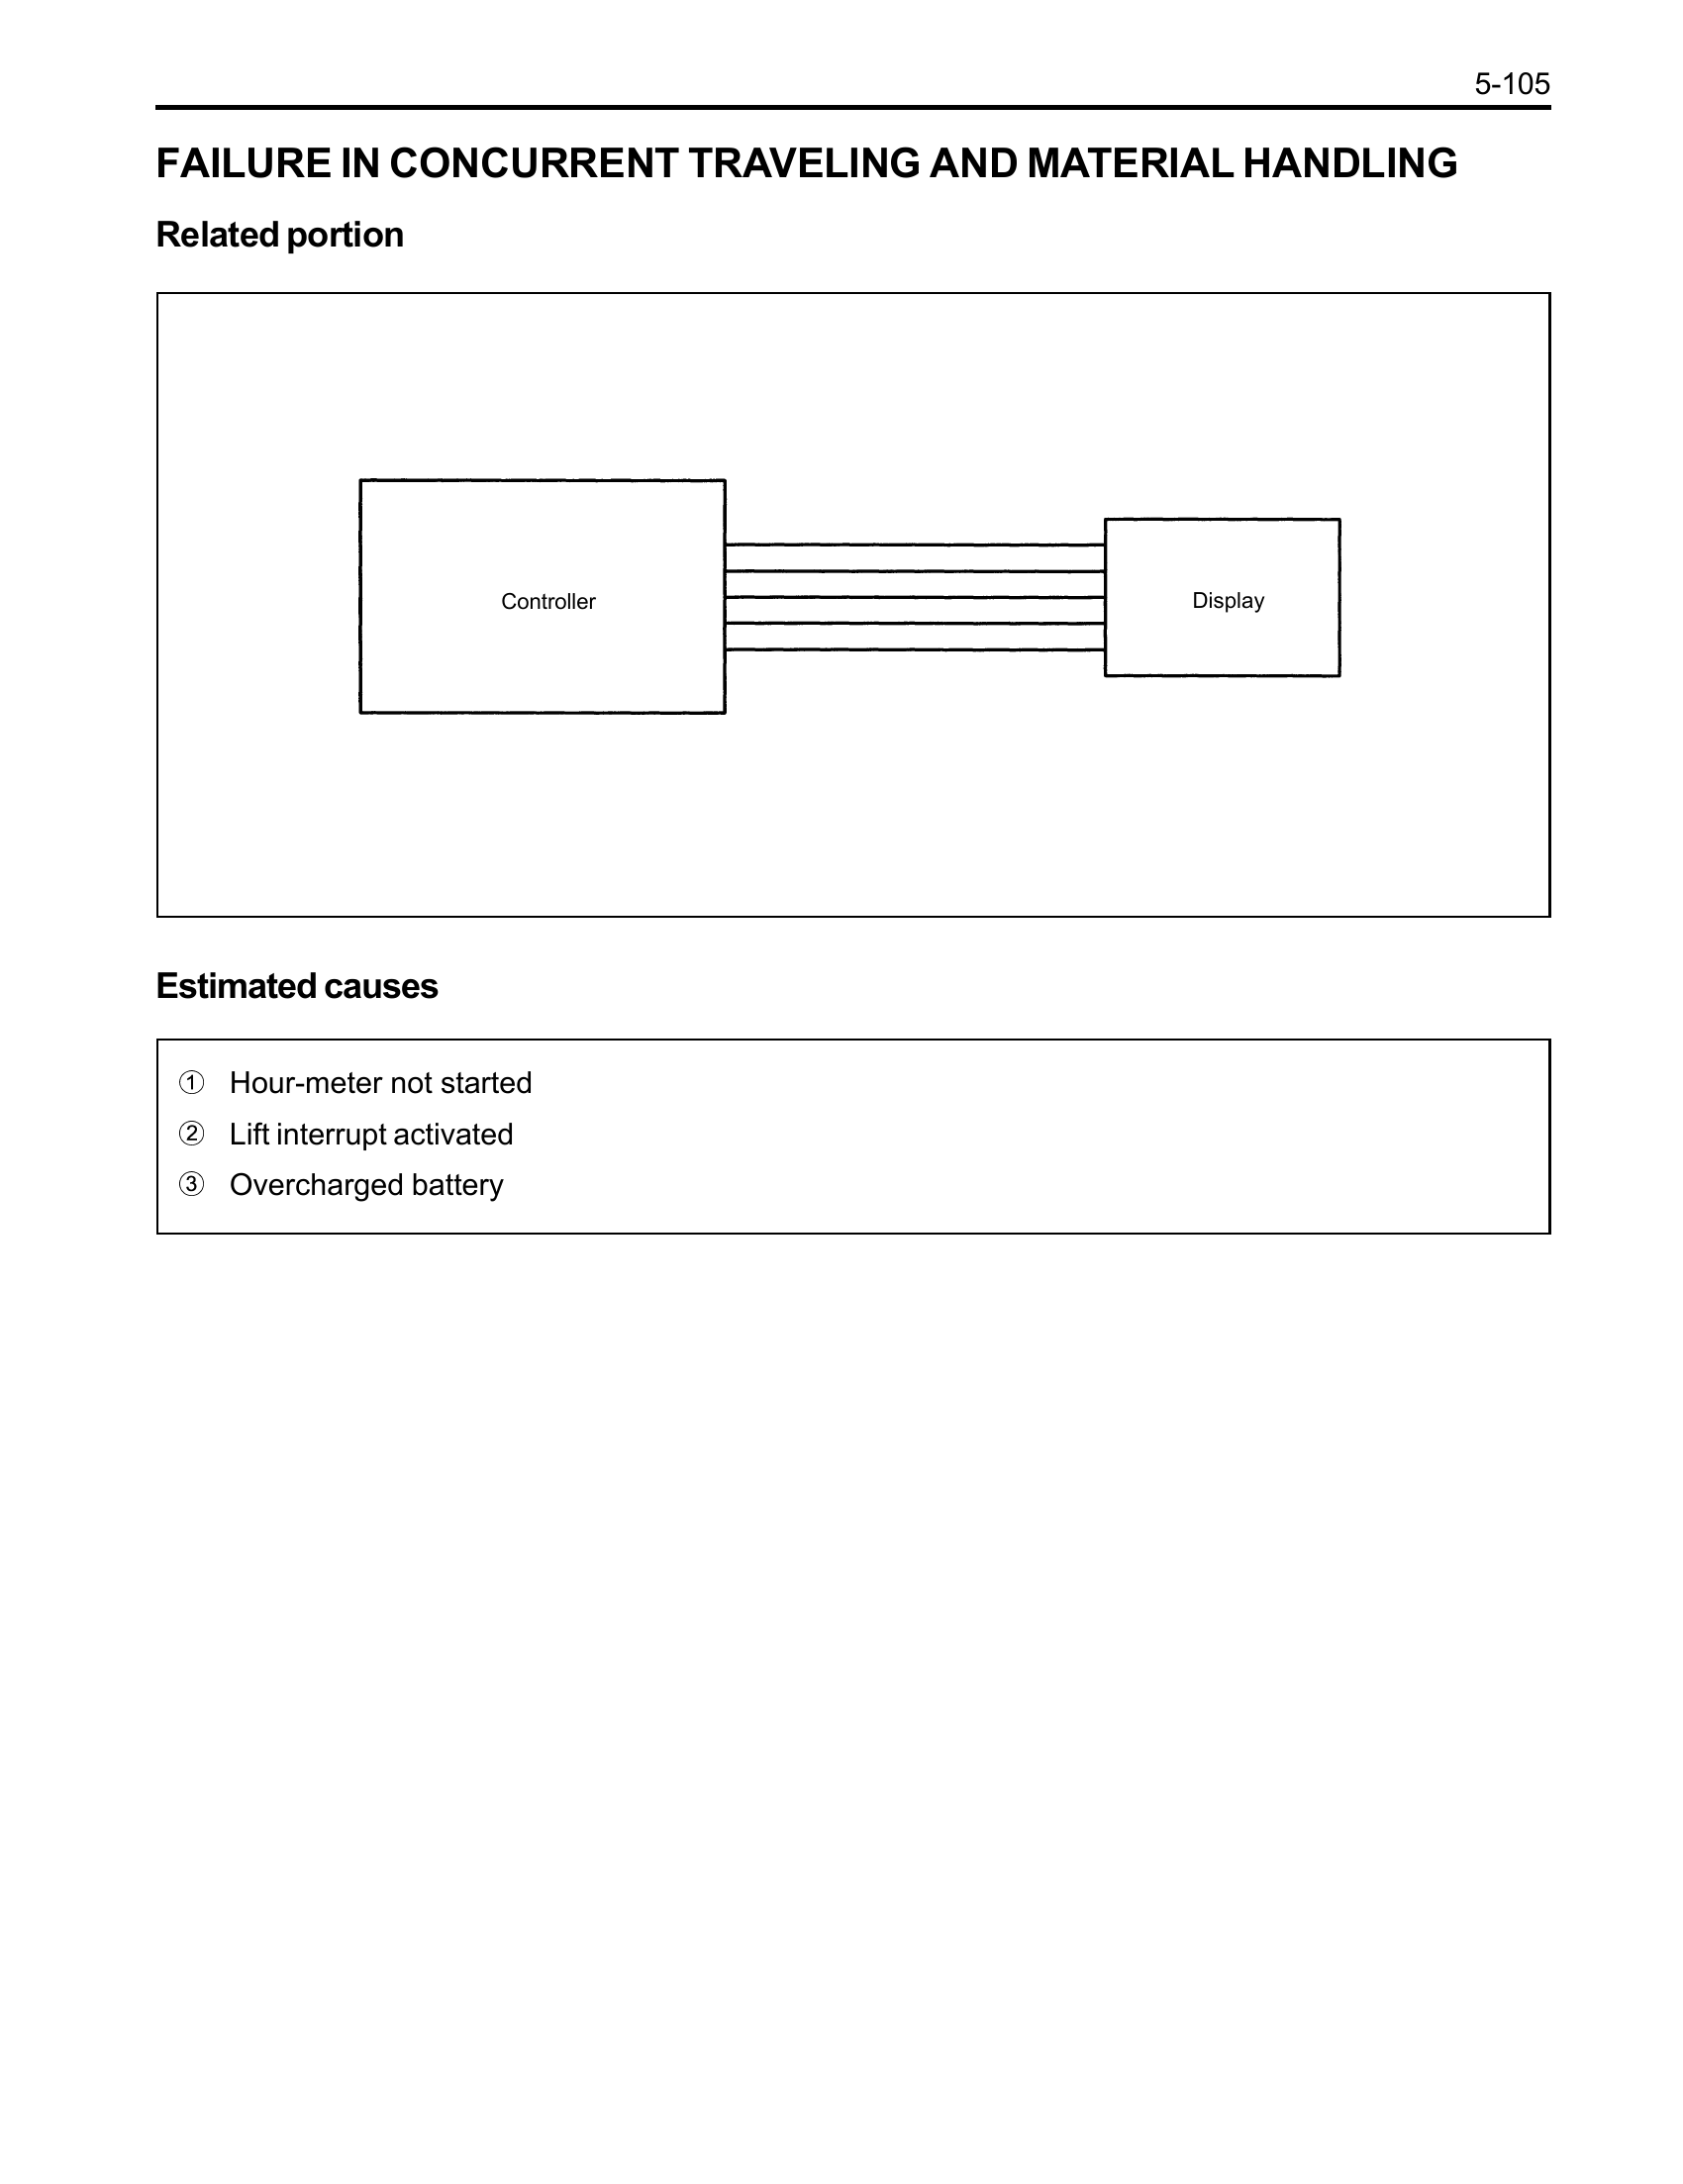 5-105
FAILURE IN CONCURRENT TRAVELING AND MATERIAL HANDLING
Related portion
Controller
Display
Estimated causes
① Hour-meter not started
② Lift interrupt activated
③ Overcharged battery